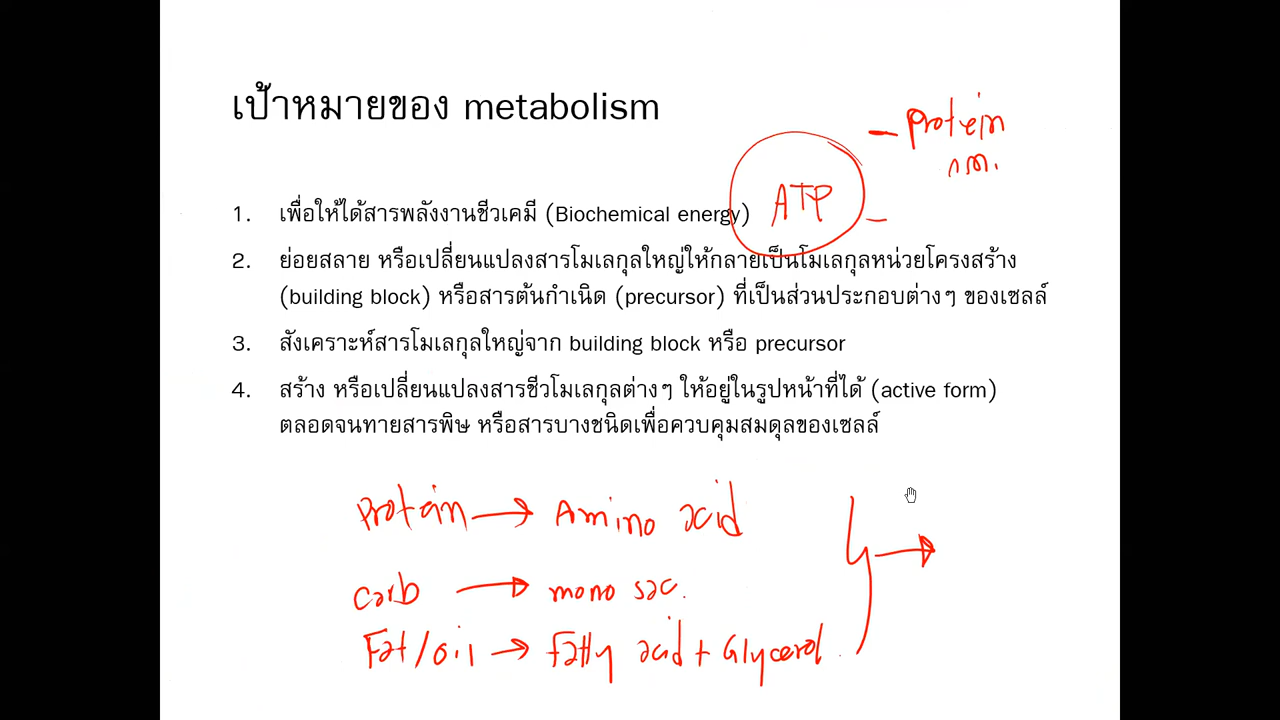 เป้าหมายของ metabolism
- Protein
ATP
1. เพื่อให้ได้สารพลังงานชีวเคมี (Biochemical energy)
2. ย่อยสลาย หรือเปลี่ยนแปลงสารโมเลกุลใหญ่ให้กลายเป็นโมเลกุลหน่วยโครงสร้าง
(building block) หรือสารต้นกำเนิด (precursor) ที่เป็นส่วนประกอบต่างๆ ของเซลล์
3. สังเคราะห์สารโมเลกุลใหญ่จาก building block หรือ precursor
4. สร้าง หรือเปลี่ยนแปลงสารชีวโมเลกุลต่างๆ ให้อยู่ในรูปหน้าที่ได้ (active form)
ตลอดจนทายสารพิษ หรือสารบางชนิดเพื่อควบคุมสมดุลของเซลล์
Protein → Amino acid
carb → mono sac.
Fat/oil → Fatty acid + Glycerol